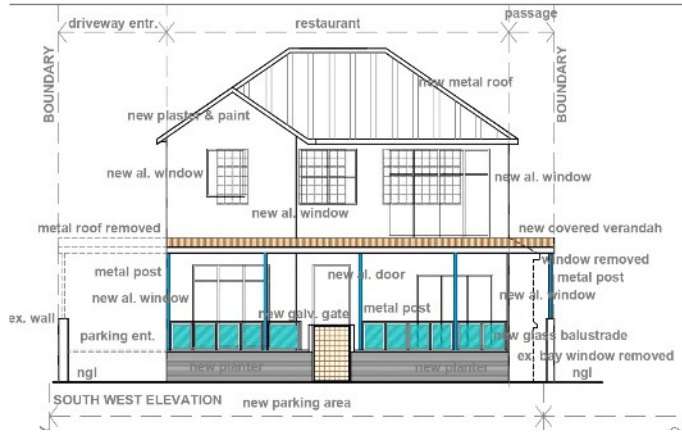 driveway entr.
restaurant
passage
BOUNDARY
BOUNDARY
new metal roof
new plaster & paint
new al. window
new al. window
new al. window
metal roof removed
new covered verandah
window removed
metal post
new al. door
metal post
new al. window
metal post
new al. window
ex. wall
new galv. gate
parking ent.
new glass balustrade
ex. bay window removed
new planter
new planter
ngl
ngl
SOUTH WEST ELEVATION
new parking area